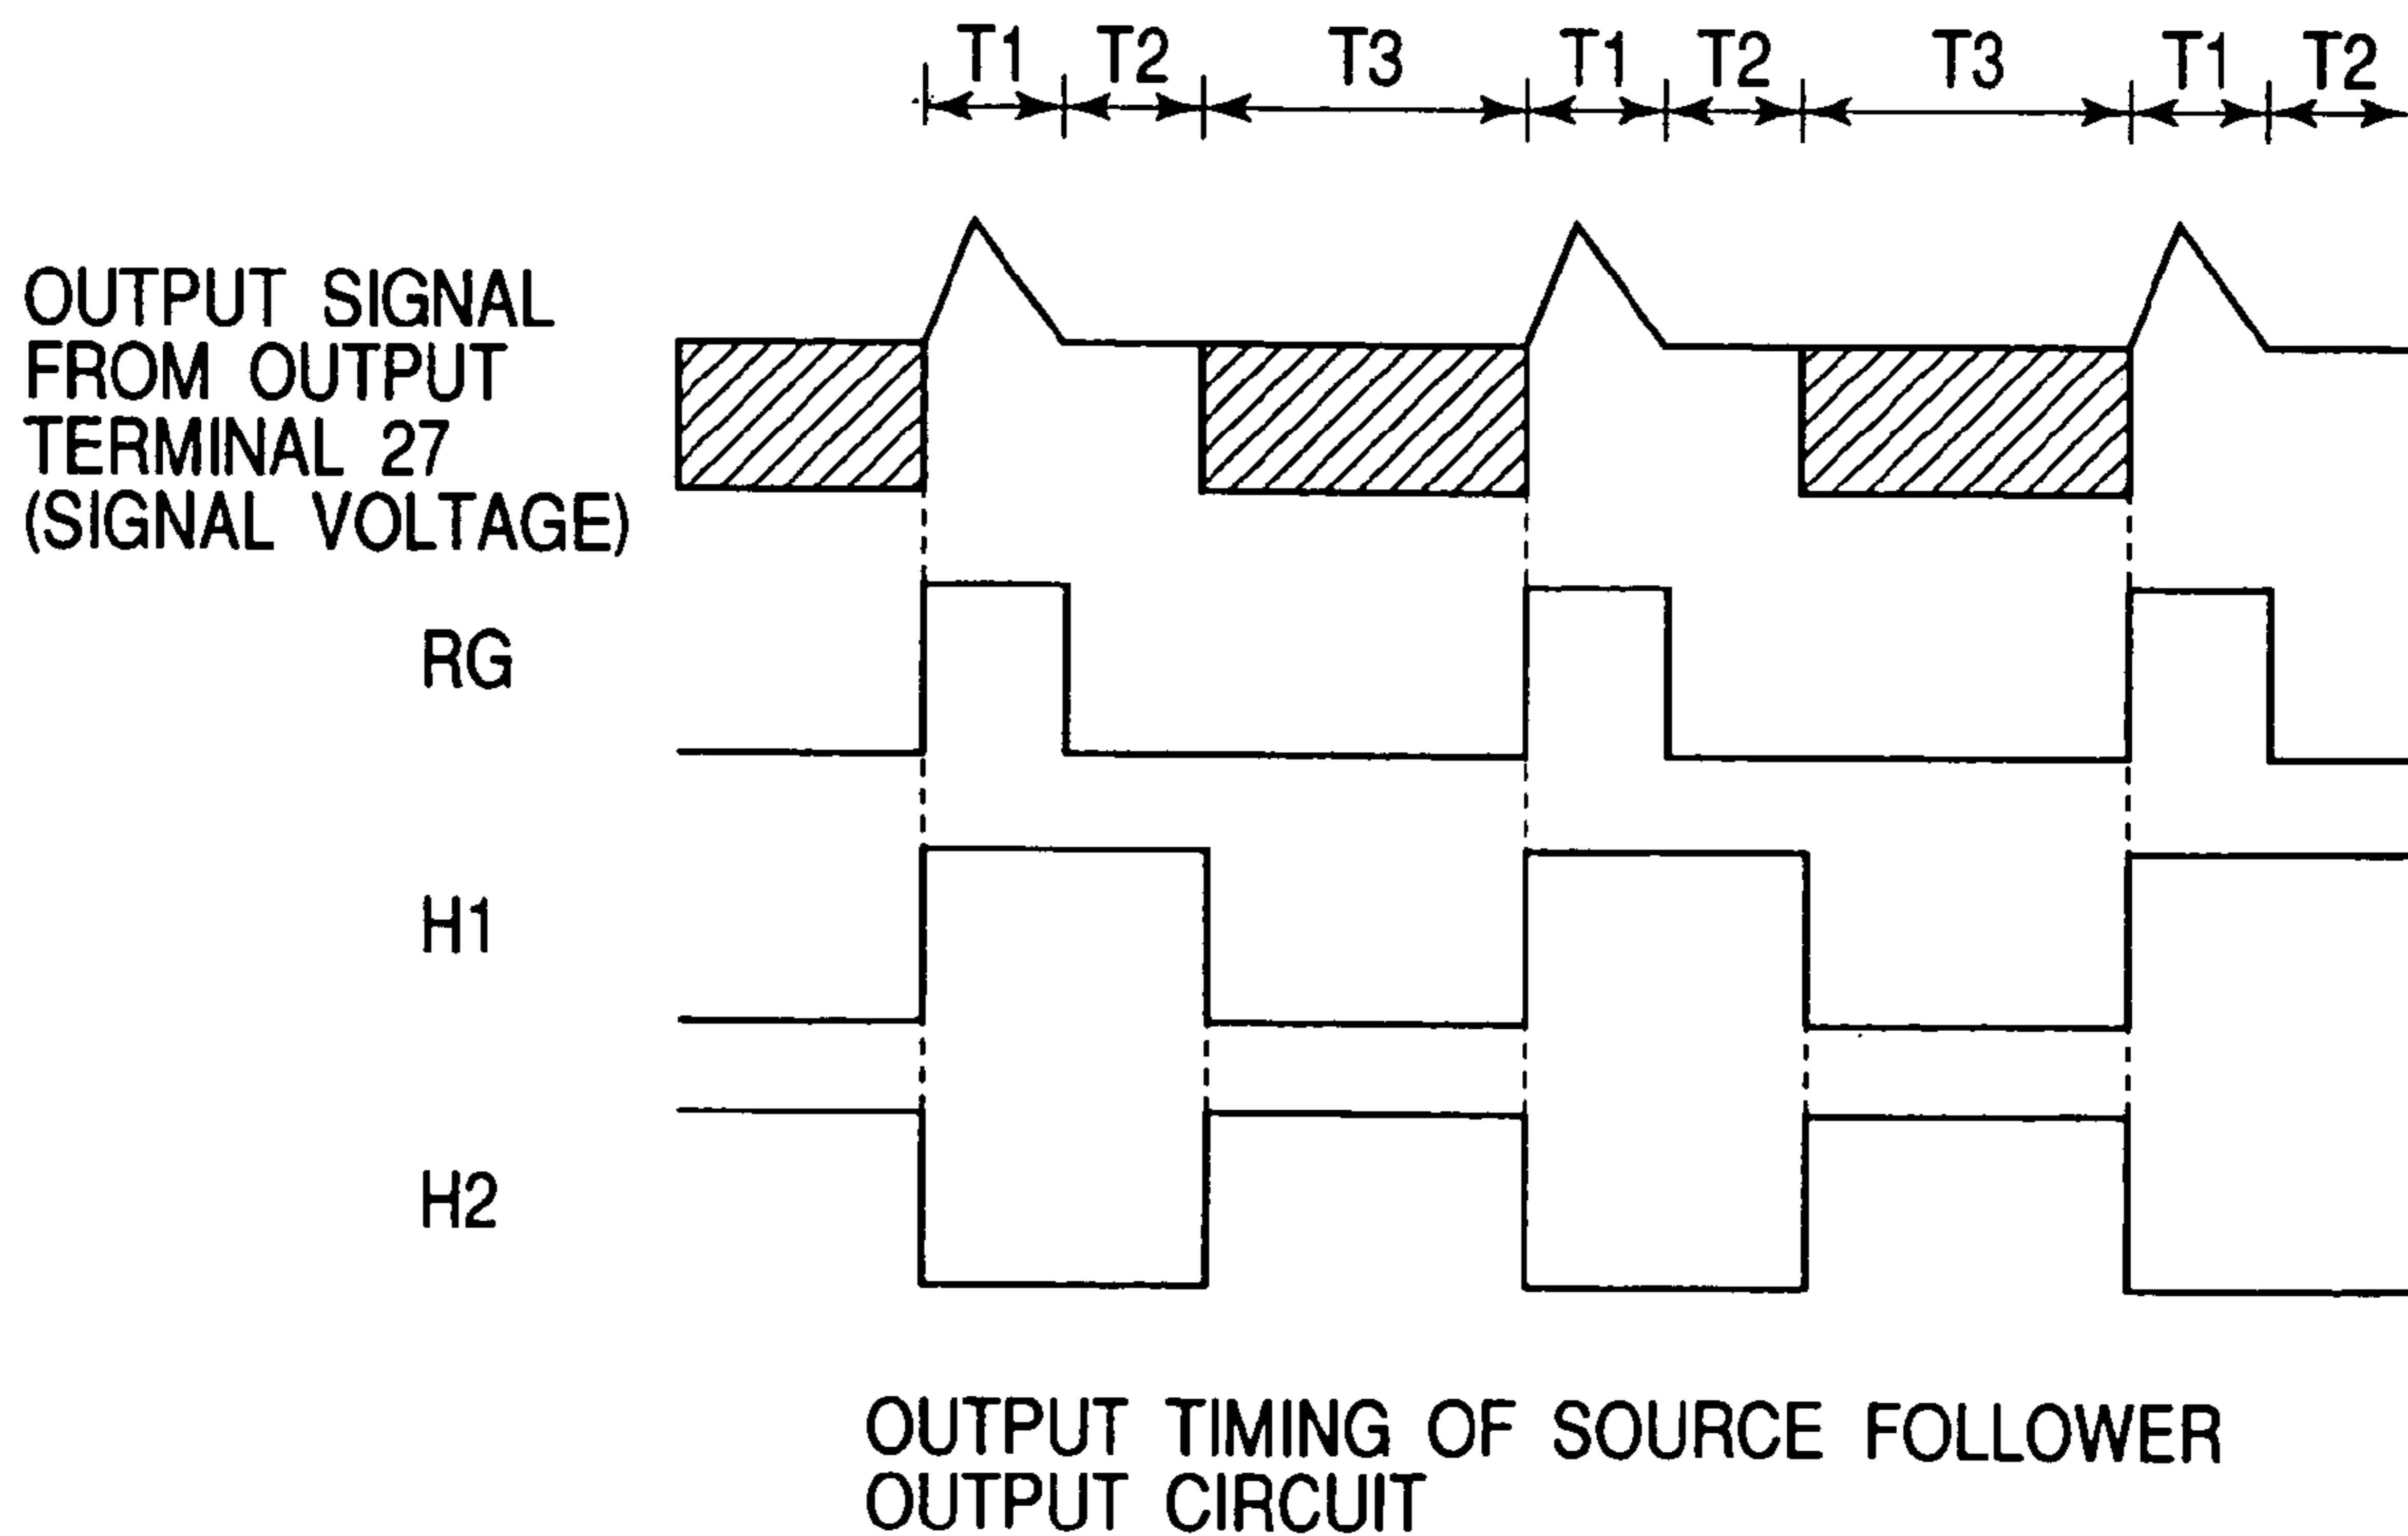 T1 T2 T3 T1 T2 T3 T1 T2
OUTPUT SIGNAL
FROM OUTPUT
TERMINAL 27
(SIGNAL VOLTAGE)
RG
H1
H2
OUTPUT TIMING OF SOURCE FOLLOWER
OUTPUT CIRCUIT